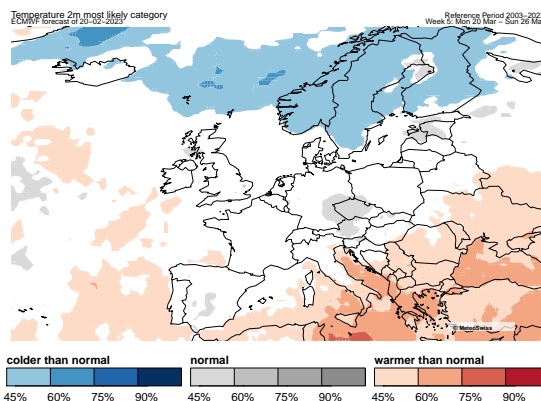 Temperature 2m most likely category
ECMWF forecast of 20-02-2023
Reference Period 2003-202
Week 5: Mon 20 Mar - Sun 26 Ma
© MeteoSwiss
colder than normal
normal
warmer than normal
45% 60% 75% 90%
45% 60% 75% 90%
45% 60% 75% 90%